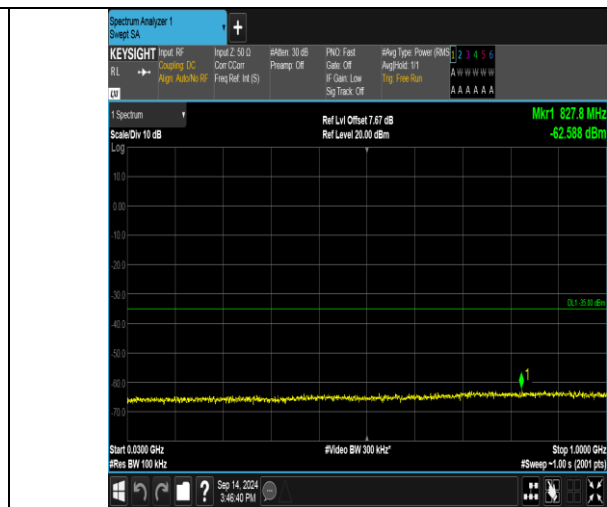 Spectrum Analyzer 1
Swept SA
+
KEYSIGHT Input: RF Input Z: 50 Ω #Atten: 30 dB PNO: Fast #Avg Type: Power (RMS 1 2 3 4 5 6
RL Coupling: DC Corr CCorr Preamp: Off Gate: Off Avg|Hold: 1/1 A W W W W W
Align: Auto/No RF Freq Ref: Int (S) IF Gain: Low Trig: Free Run
LXI Sig Track: Off A A A A A A
1 Spectrum Ref Lvl Offset 7.67 dB Mkr1 827.8 MHz
Scale/Div 10 dB Ref Level 20.00 dBm -62.588 dBm
Log
10.0
0.00
-10.0
-20.0
-30.0
DL1 -35.00 dBm
-40.0
-50.0
1
-60.0
-70.0
Start 0.0300 GHz #Video BW 300 kHz* Stop 1.0000 GHz
#Res BW 100 kHz #Sweep ~1.00 s (2001 pts)
? Sep 14, 2024
3:46:40 PM